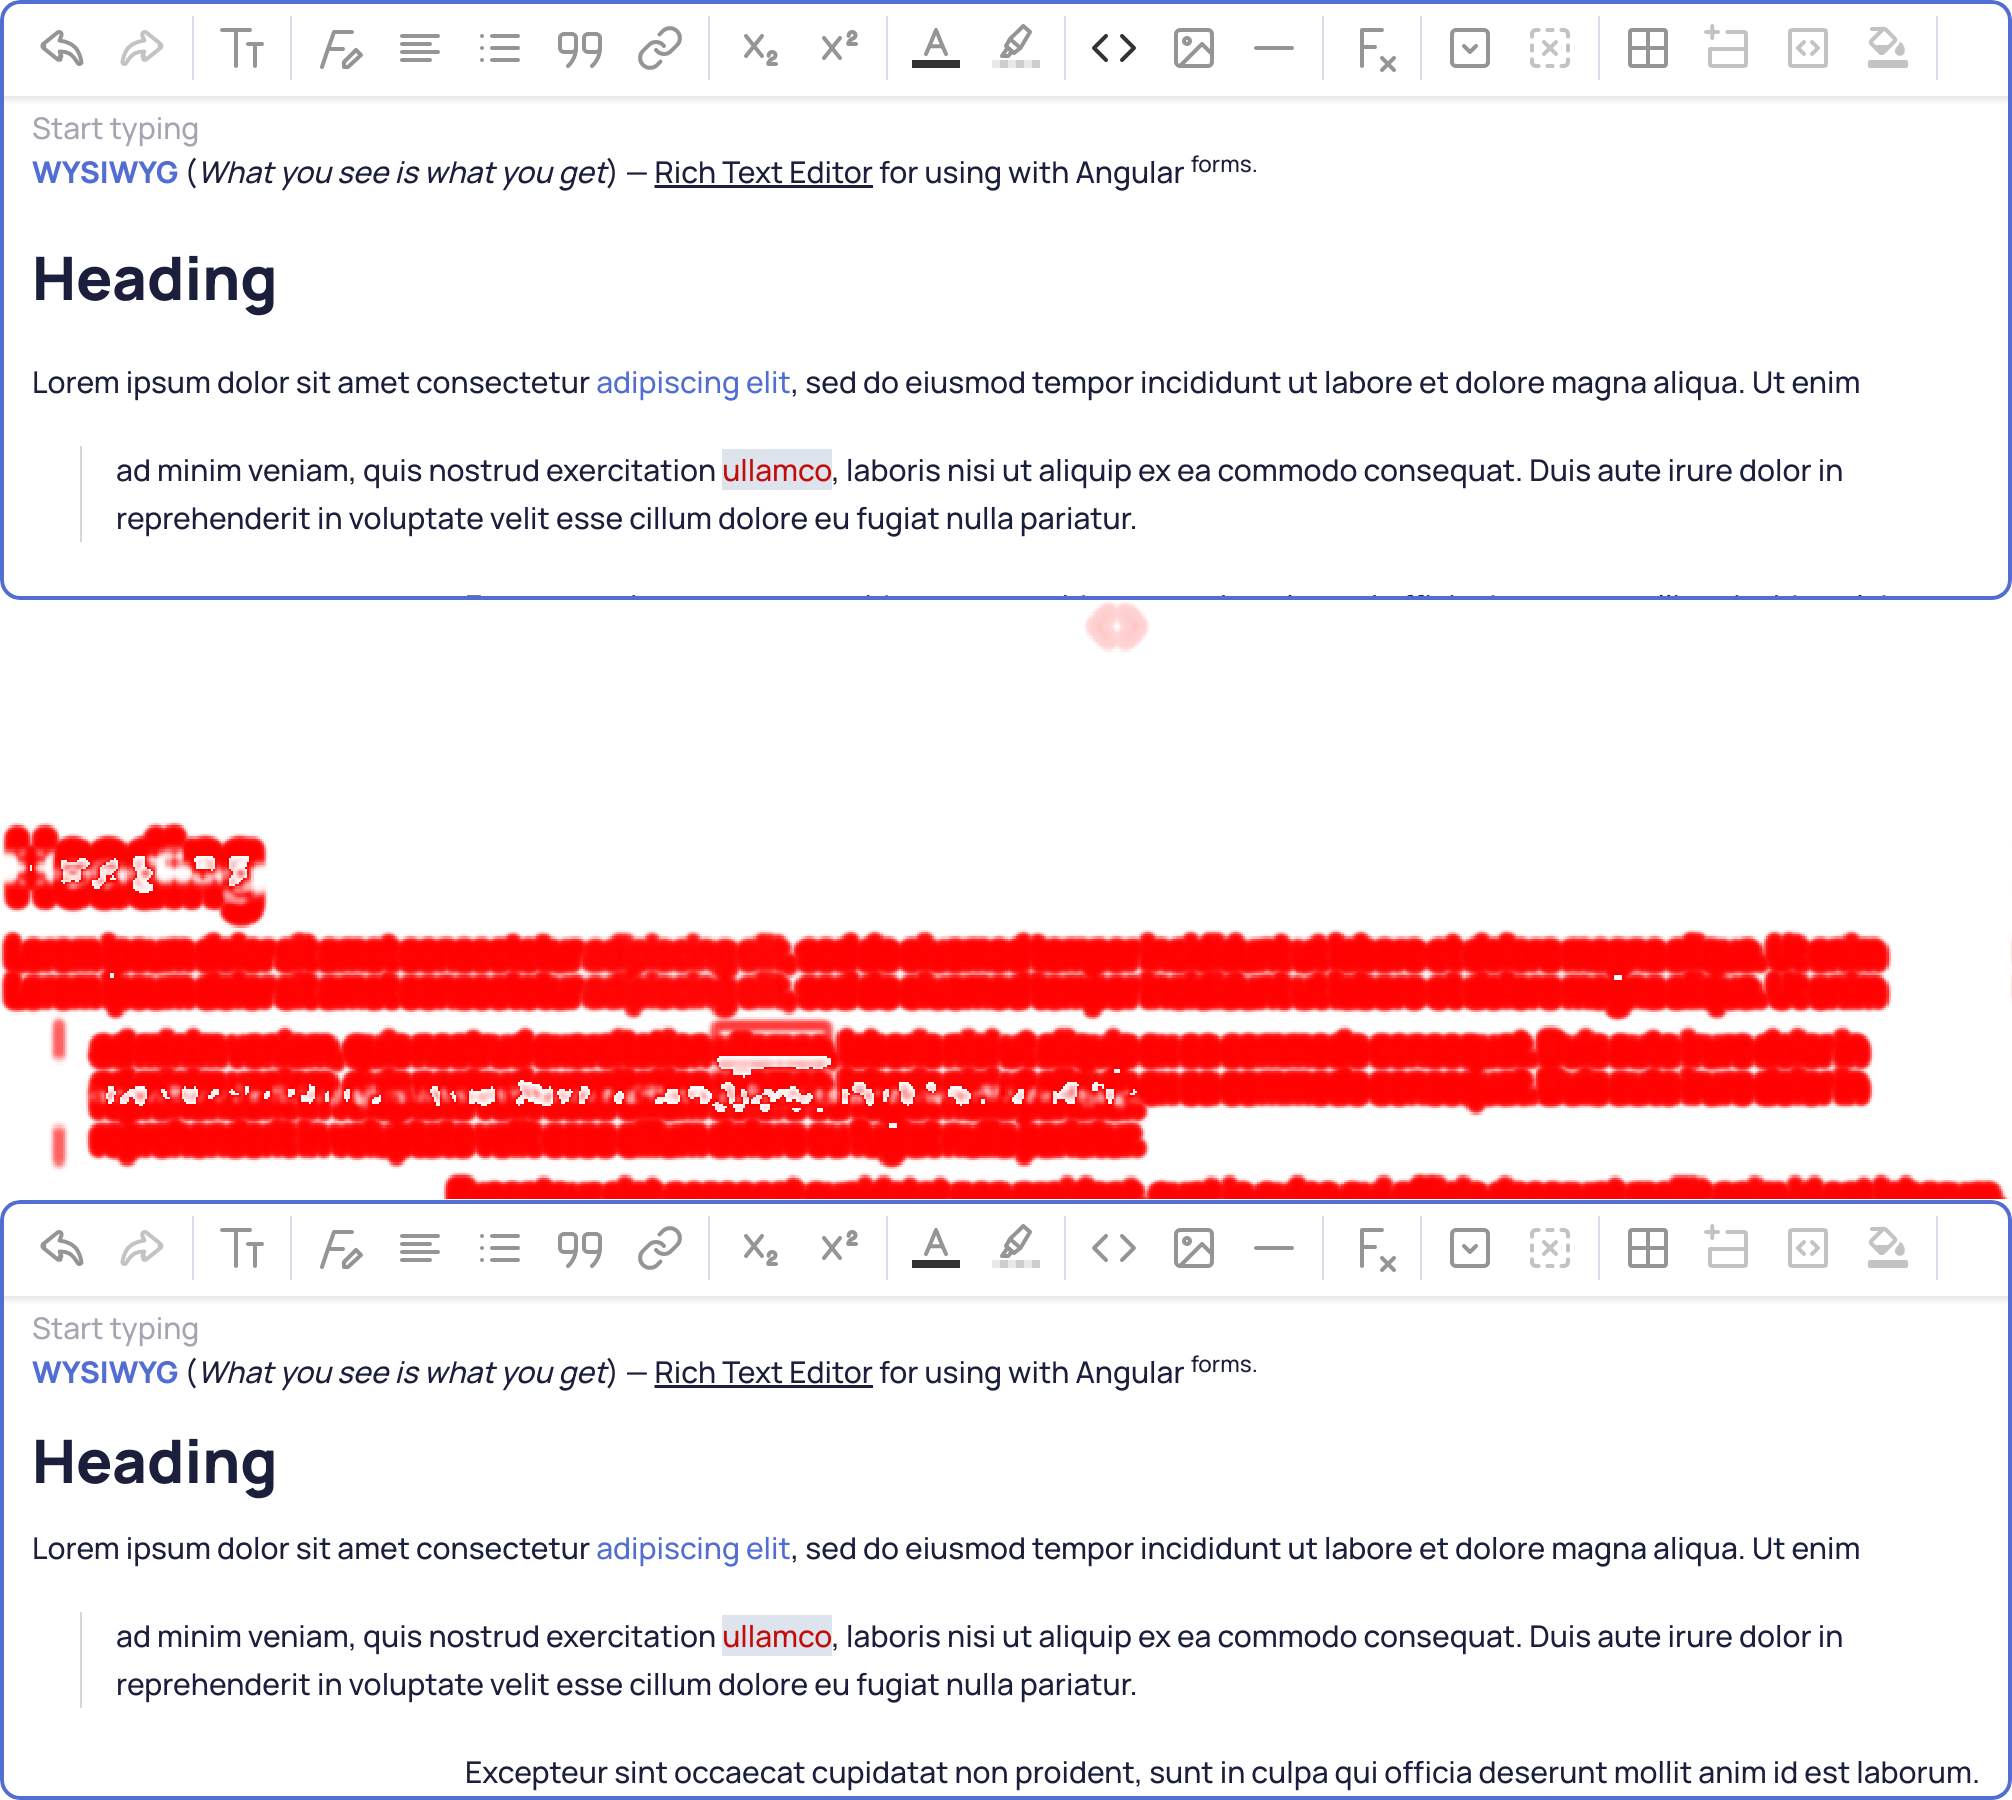 Start typing
WYSIWYG (What you see is what you get) — Rich Text Editor for using with Angular forms.
Heading
Lorem ipsum dolor sit amet consectetur adipiscing elit, sed do eiusmod tempor incididunt ut labore et dolore magna aliqua. Ut enim
ad minim veniam, quis nostrud exercitation ullamco, laboris nisi ut aliquip ex ea commodo consequat. Duis aute irure dolor in
reprehenderit in voluptate velit esse cillum dolore eu fugiat nulla pariatur.
Start typing
WYSIWYG (What you see is what you get) — Rich Text Editor for using with Angular forms.
Heading
Lorem ipsum dolor sit amet consectetur adipiscing elit, sed do eiusmod tempor incididunt ut labore et dolore magna aliqua. Ut enim
ad minim veniam, quis nostrud exercitation ullamco, laboris nisi ut aliquip ex ea commodo consequat. Duis aute irure dolor in
reprehenderit in voluptate velit esse cillum dolore eu fugiat nulla pariatur.
Excepteur sint occaecat cupidatat non proident, sunt in culpa qui officia deserunt mollit anim id est laborum.